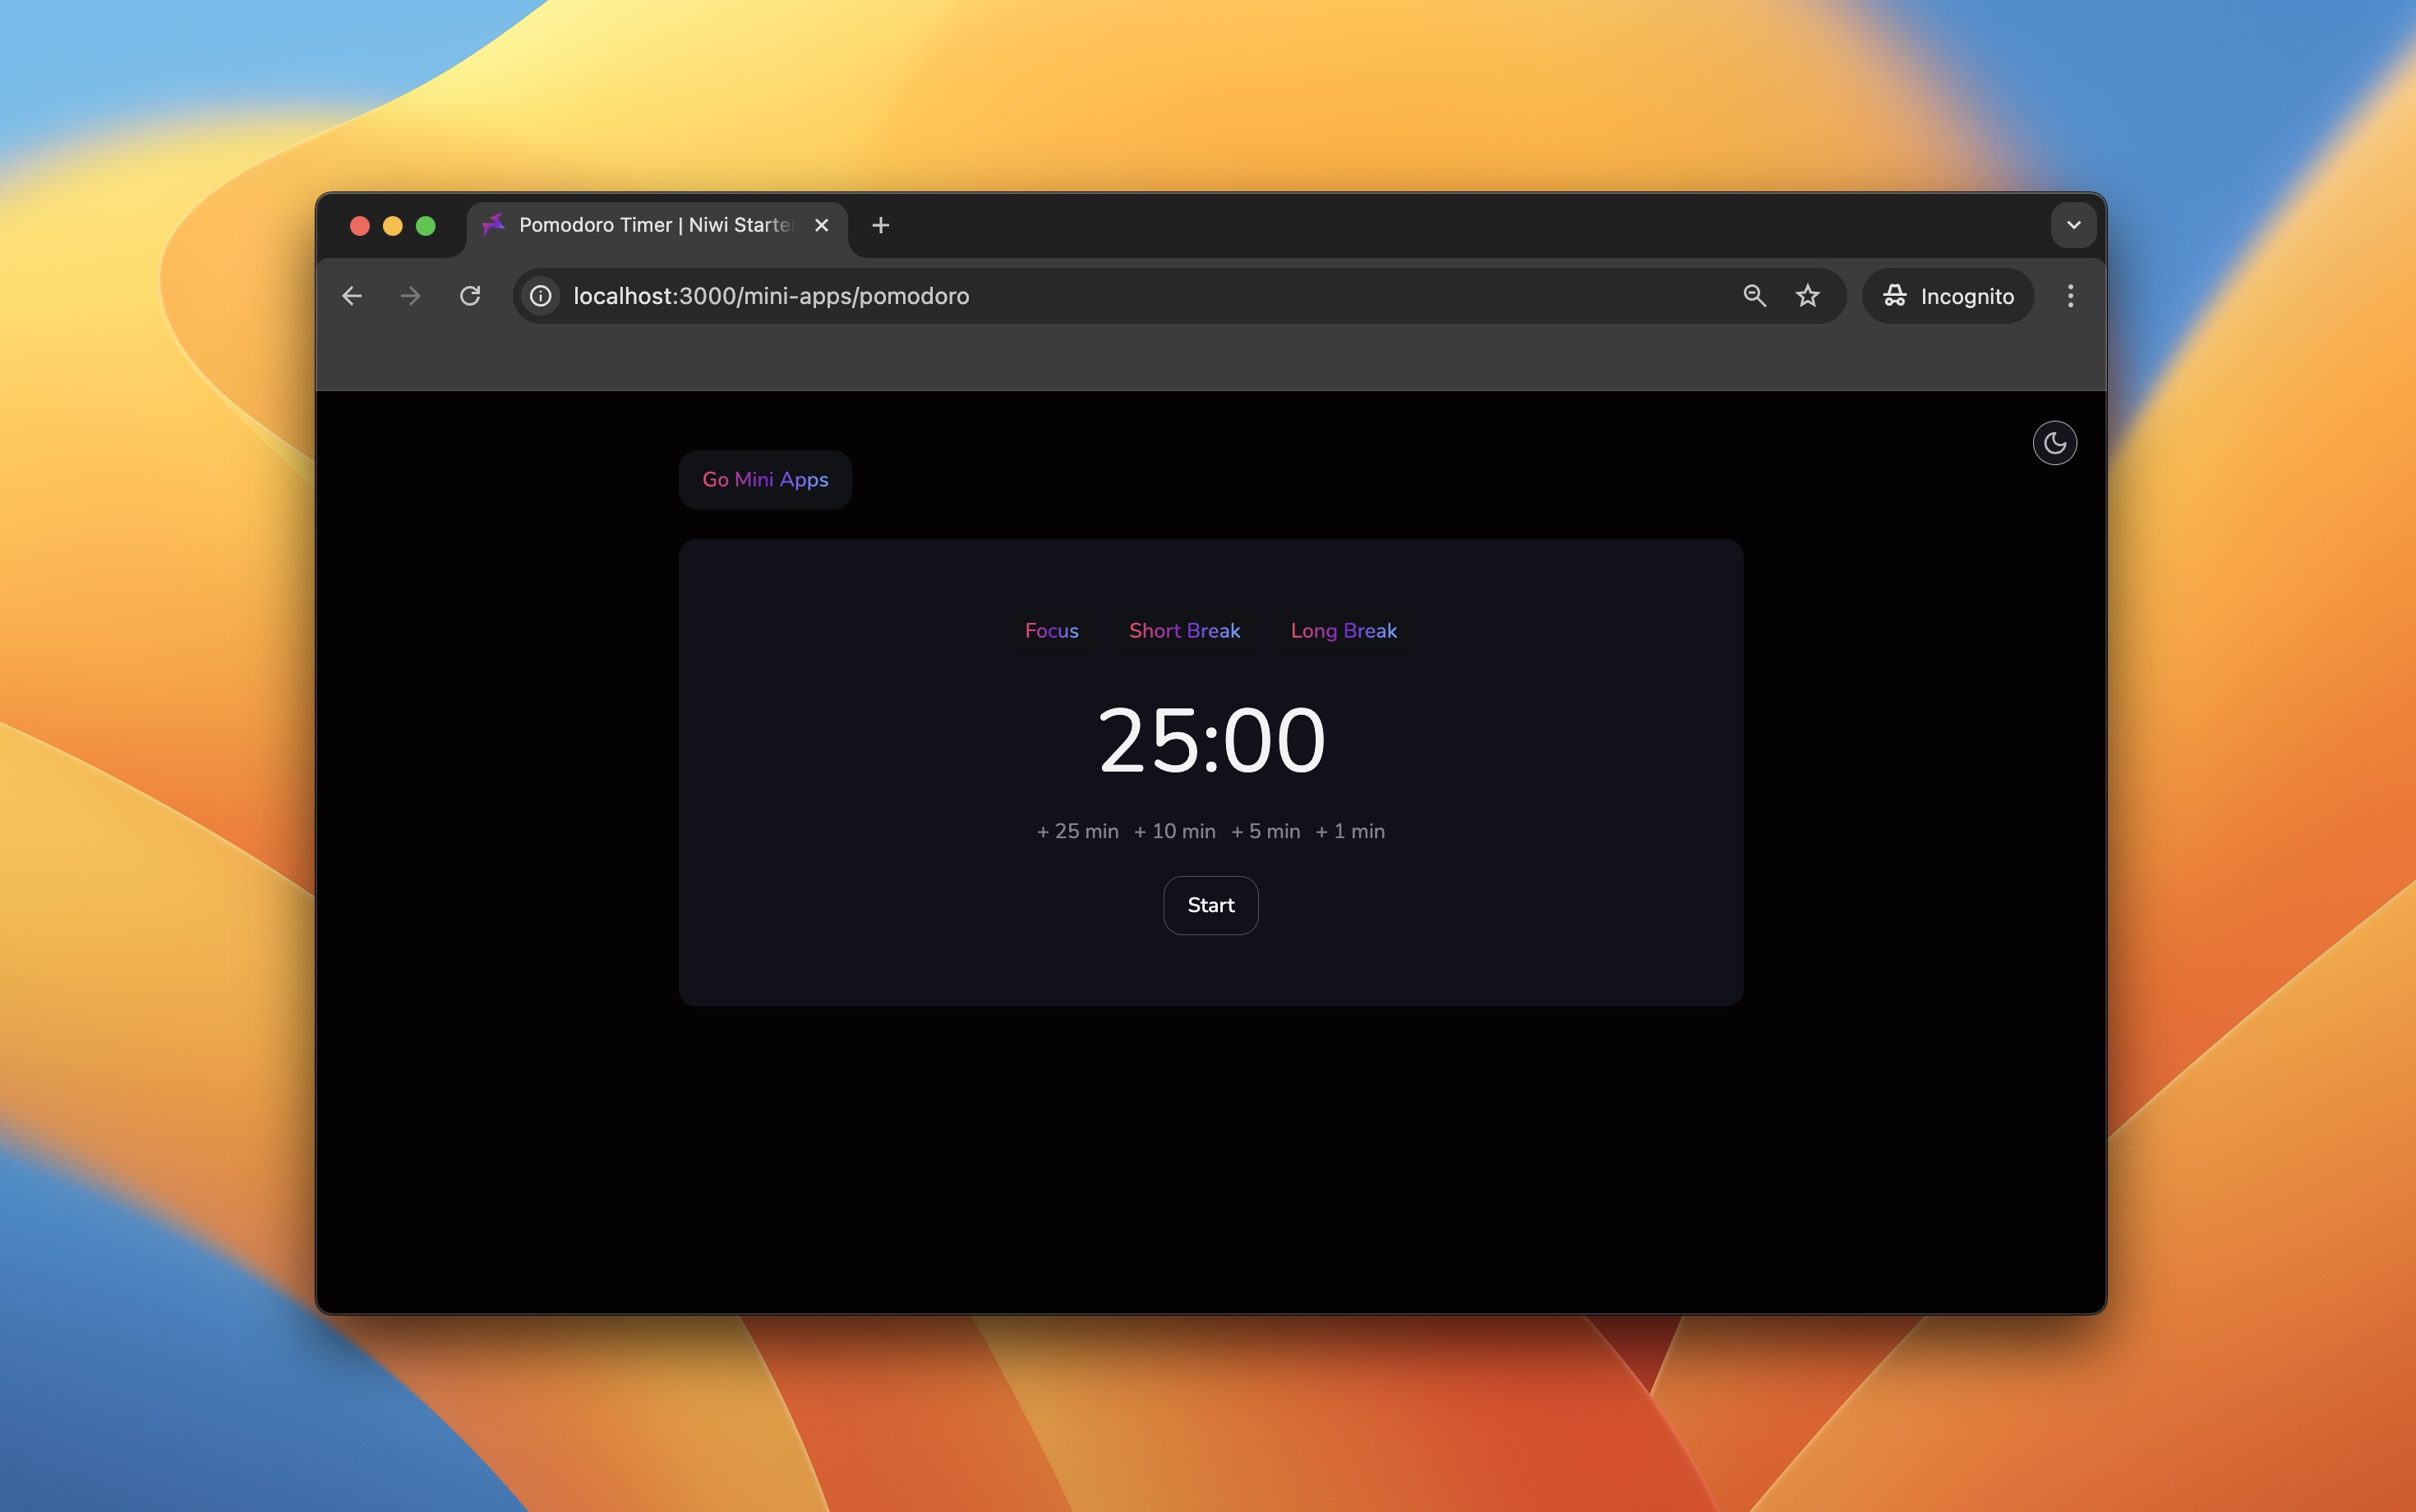 Pomodoro Timer | Niwi Starte
localhost:3000/mini-apps/pomodoro
Incognito
Go Mini Apps
Focus Short Break Long Break
25:00
+ 25 min + 10 min + 5 min + 1 min
Start